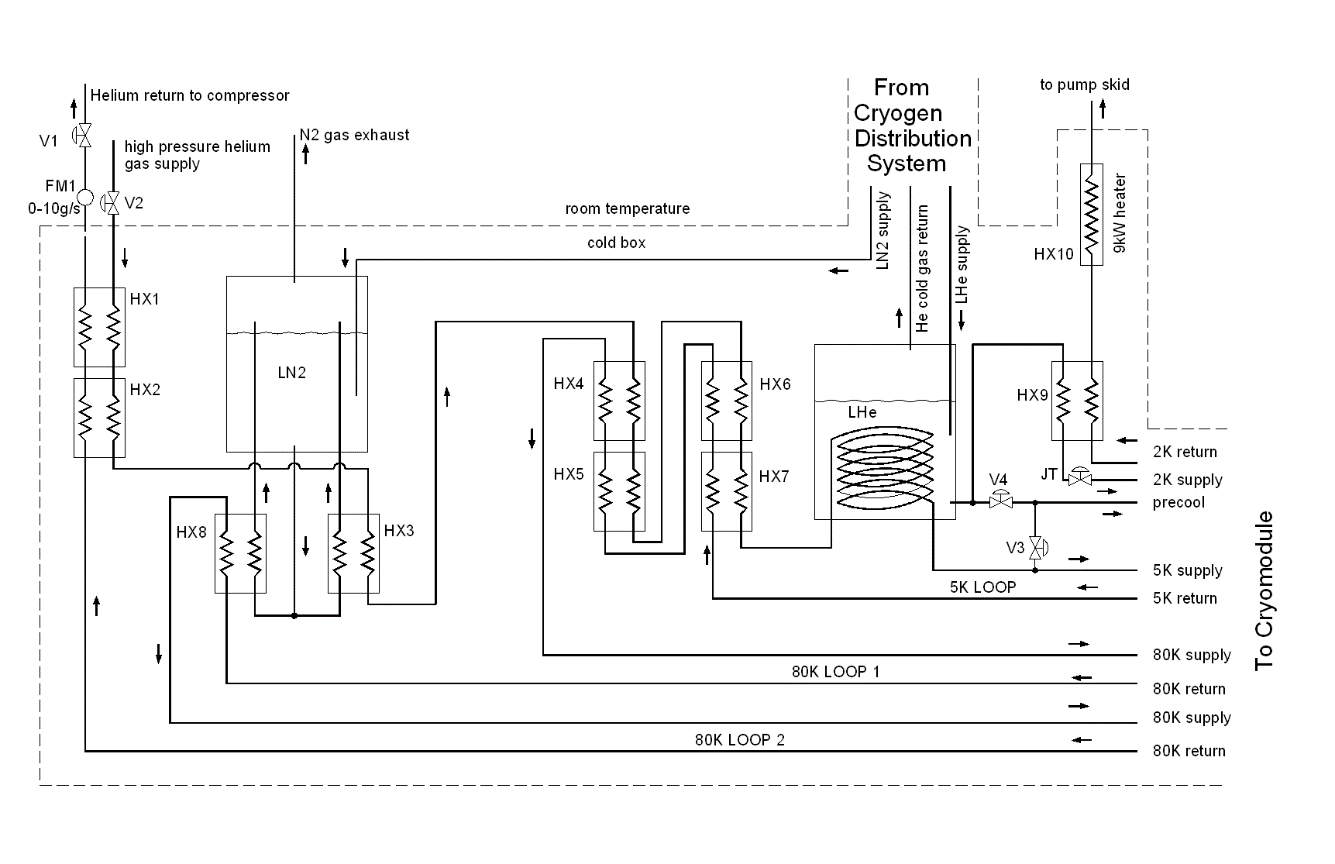 From
Cryogen
Distribution
System
to pump skid
Helium return to compressor
V1
N2 gas exhaust
high pressure helium
gas supply
FM1
0-10g/s
V2
room temperature
cold box
LN2 supply
He cold gas return
LHe supply
HX10
9kW heater
HX1
HX2
LN2
HX4
HX6
LHe
HX9
HX5
HX7
JT
V4
2K return
2K supply
precool
HX8
HX3
V3
5K supply
5K LOOP
5K return
80K supply
80K LOOP 1
80K return
80K supply
80K LOOP 2
80K return
To Cryomodule